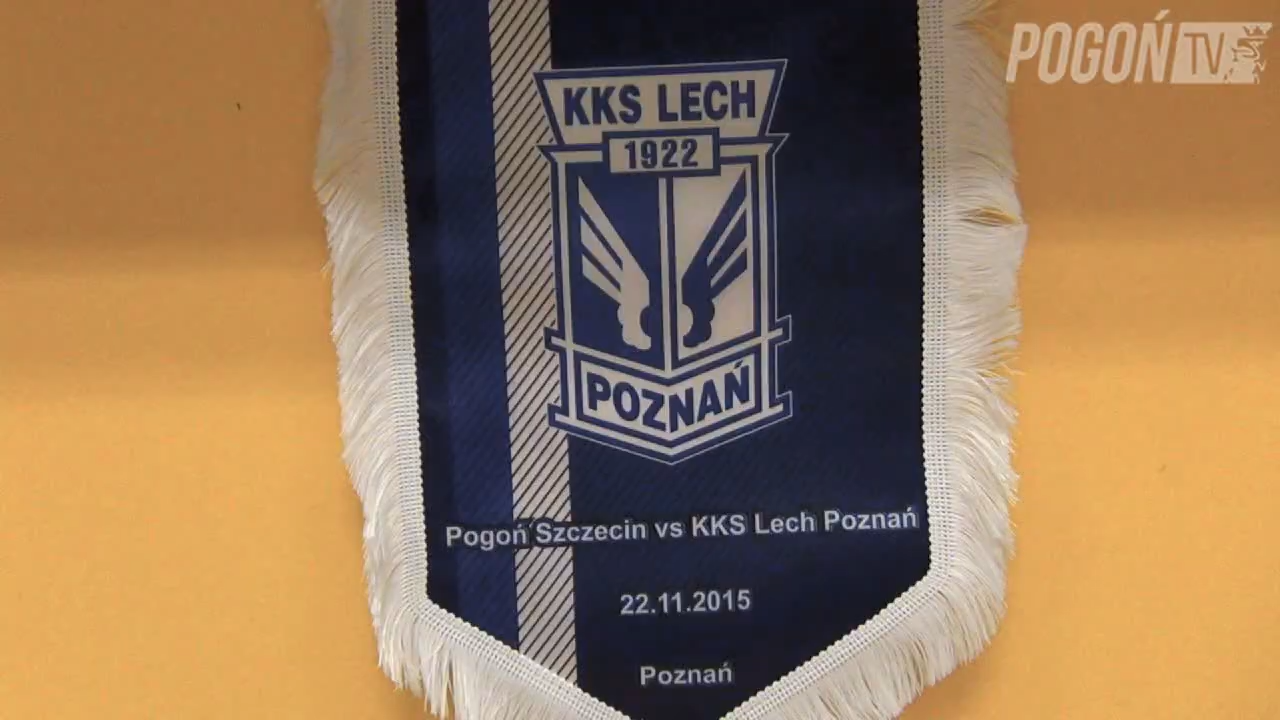 POGOŃ TV
KKS LECH
1922
POZNAŃ
Pogoń Szczecin vs KKS Lech Poznań
22.11.2015
Poznań